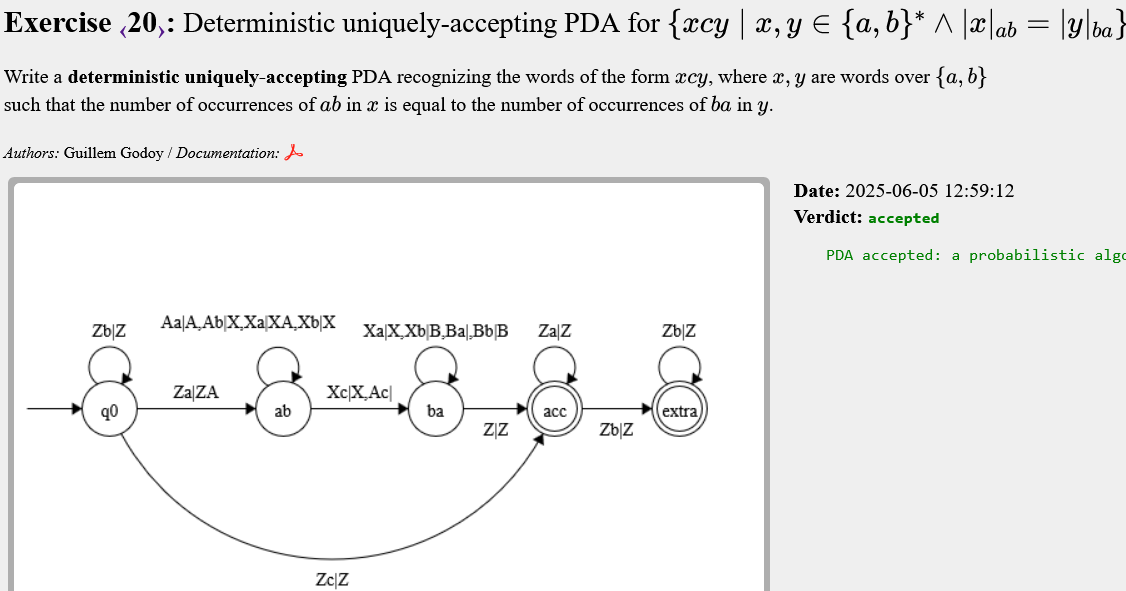 Exercise ⟨20⟩: Deterministic uniquely-accepting PDA for {xcy | x, y ∈ {a, b}* ∧ |x|ab = |y|ba}
Write a deterministic uniquely-accepting PDA recognizing the words of the form xcy, where x, y are words over {a, b}
such that the number of occurrences of ab in x is equal to the number of occurrences of ba in y.
Authors: Guillem Godoy / Documentation:
Date: 2025-06-05 12:59:12
Verdict: accepted
PDA accepted: a probabilistic algo
Zb|Z
Aa|A,Ab|X,Xa|XA,Xb|X
Xa|X,Xb|B,Ba|,Bb|B
Za|Z
Zb|Z
Za|ZA
Xc|X,Ac|
q0
ab
ba
acc
extra
Z|Z
Zb|Z
Zc|Z